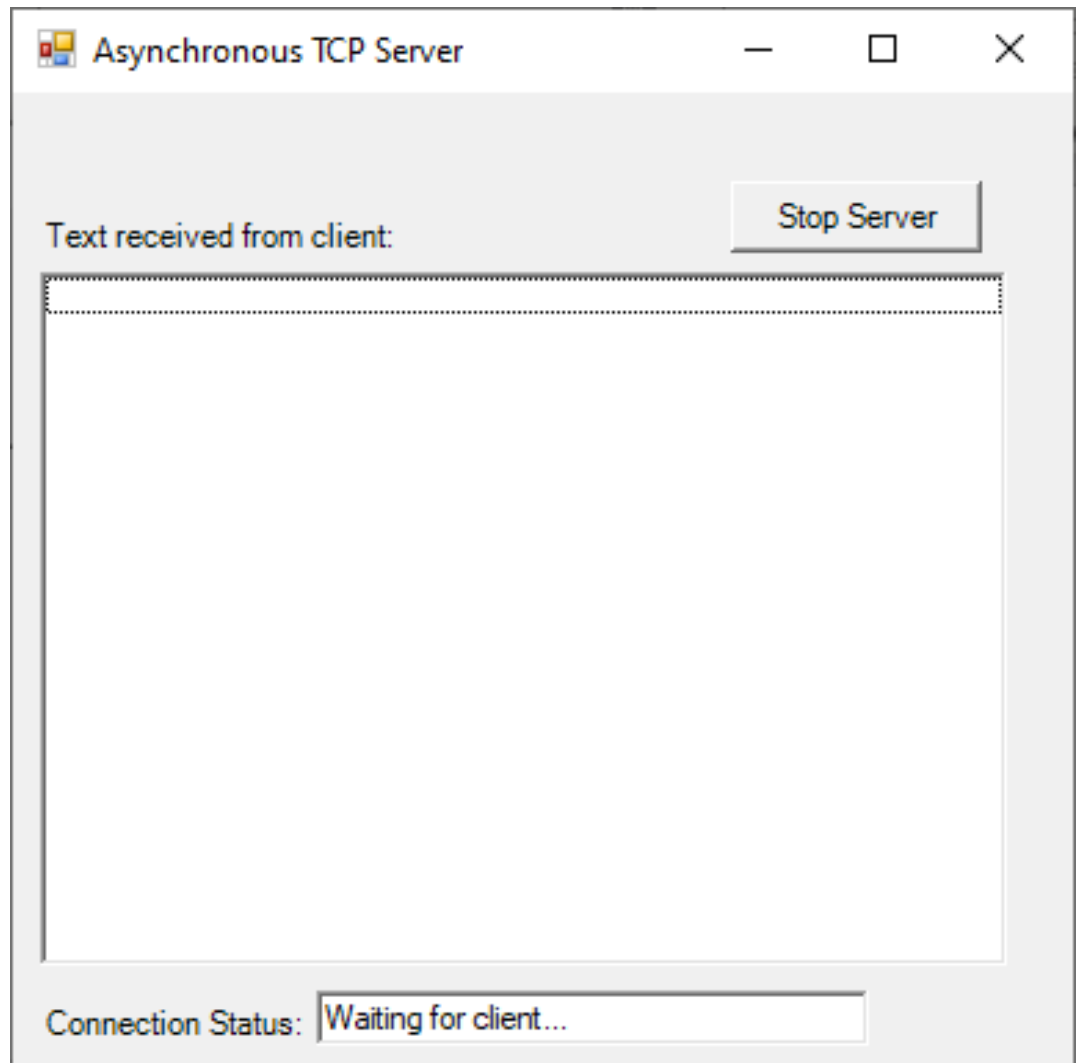 Asynchronous TCP Server
Stop Server
Text received from client:
Connection Status: Waiting for client...